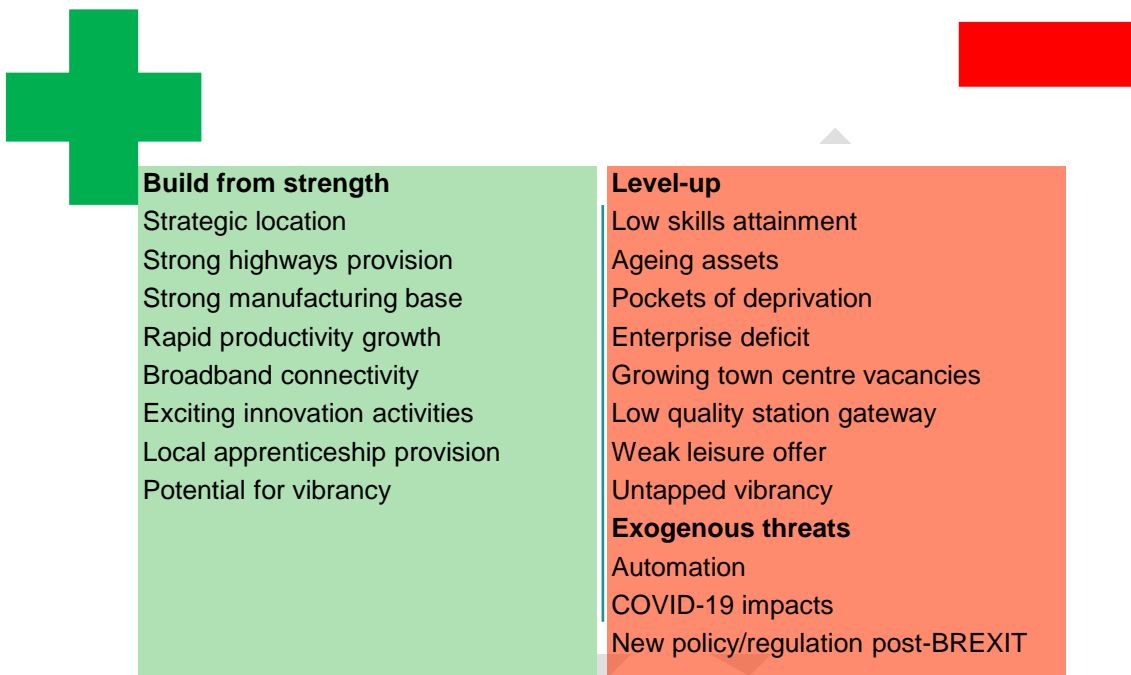 Build from strength
Strategic location
Strong highways provision
Strong manufacturing base
Rapid productivity growth
Broadband connectivity
Exciting innovation activities
Local apprenticeship provision
Potential for vibrancy
Level-up
Low skills attainment
Ageing assets
Pockets of deprivation
Enterprise deficit
Growing town centre vacancies
Low quality station gateway
Weak leisure offer
Untapped vibrancy
Exogenous threats
Automation
COVID-19 impacts
New policy/regulation post-BREXIT